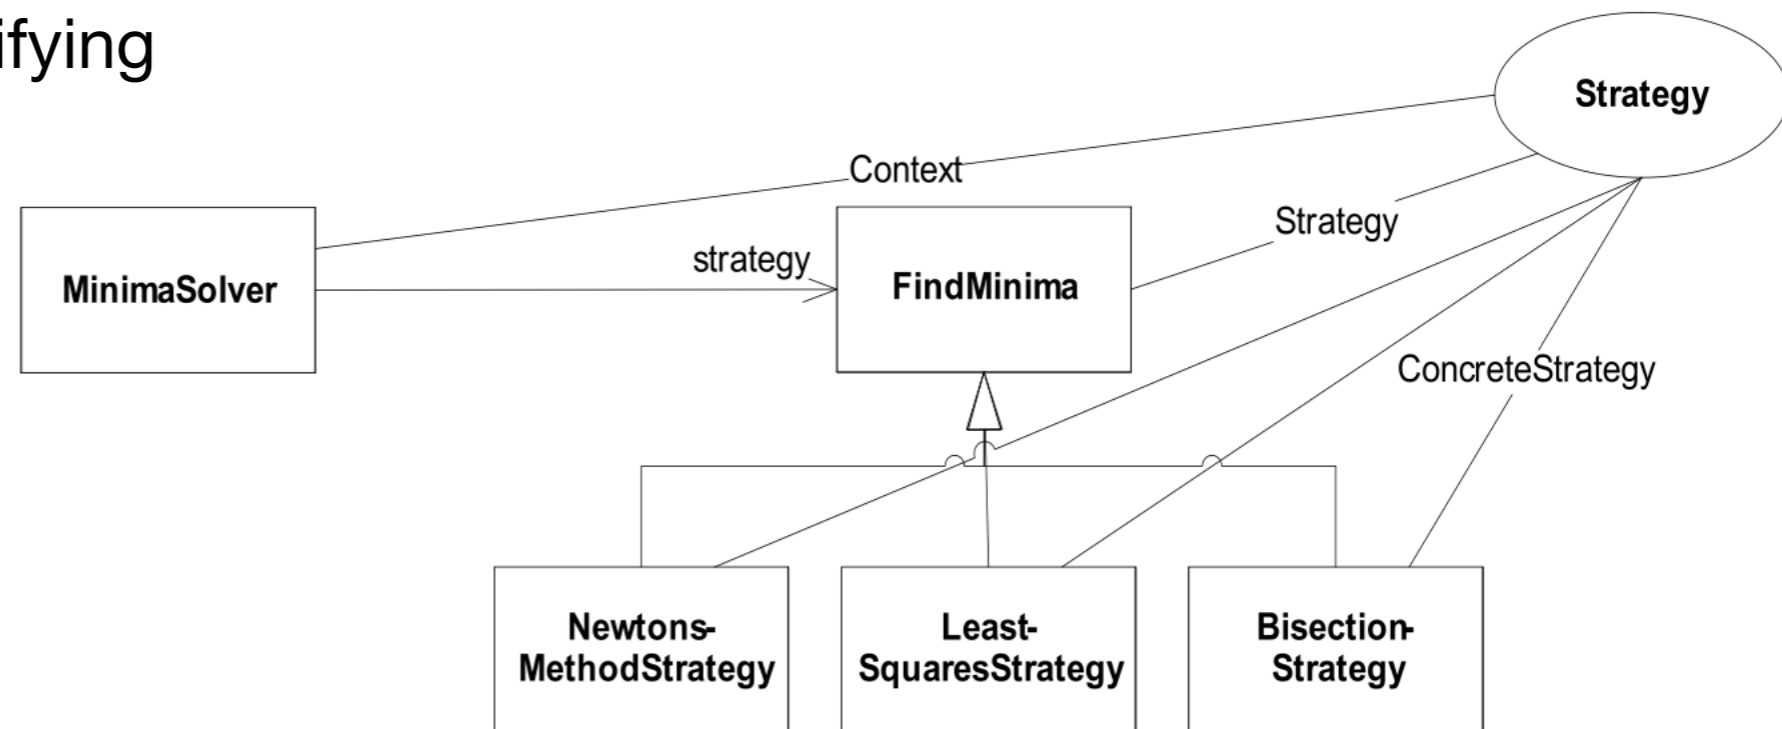 ifying
Strategy
Context
Strategy
strategy
MinimaSolver
FindMinima
ConcreteStrategy
Newtons-
MethodStrategy
Least-
SquaresStrategy
Bisection-
Strategy